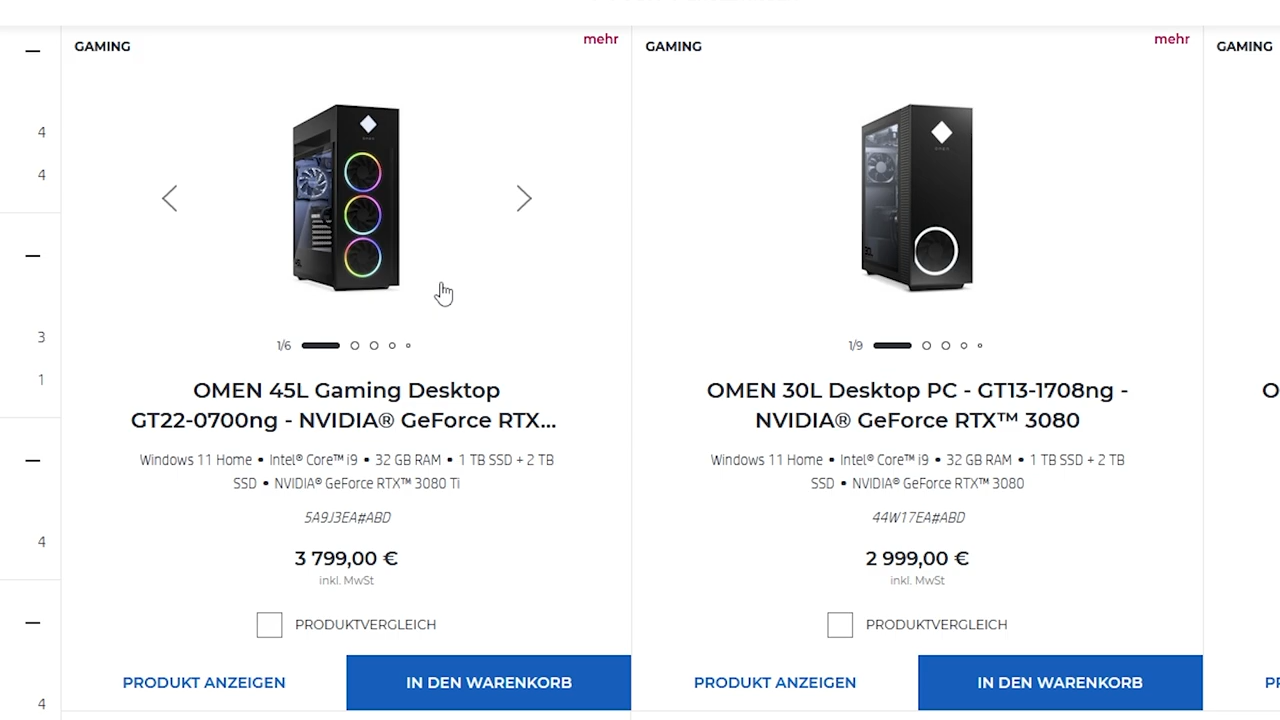 GAMING
mehr
1/6
OMEN 45L Gaming Desktop
GT22-0700ng - NVIDIA® GeForce RTX...
Windows 11 Home • Intel® Core™ i9 • 32 GB RAM • 1 TB SSD + 2 TB
SSD • NVIDIA® GeForce RTX™ 3080 Ti
5A9J3EA#ABD
3 799,00 €
inkl. MwSt
PRODUKTVERGLEICH
PRODUKT ANZEIGEN
IN DEN WARENKORB
GAMING
mehr
1/9
OMEN 30L Desktop PC - GT13-1708ng -
NVIDIA® GeForce RTX™ 3080
Windows 11 Home • Intel® Core™ i9 • 32 GB RAM • 1 TB SSD + 2 TB
SSD • NVIDIA® GeForce RTX™ 3080
44W17EA#ABD
2 999,00 €
inkl. MwSt
PRODUKTVERGLEICH
PRODUKT ANZEIGEN
IN DEN WARENKORB
GAMING
4
4
3
1
4
4